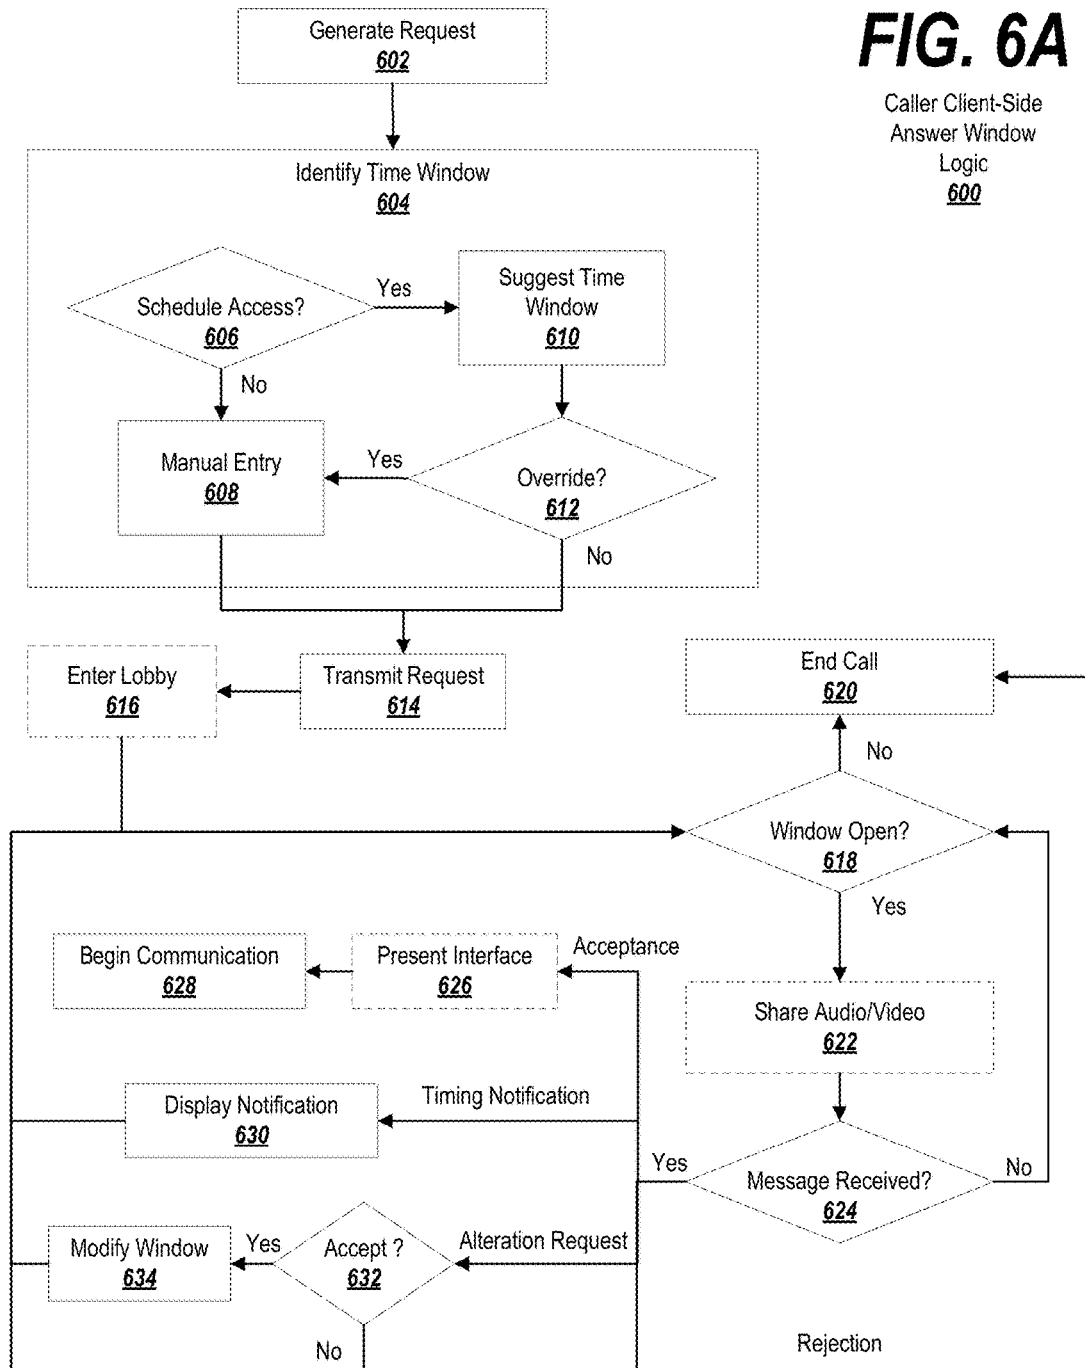 FIG. 6A
Caller Client-Side
Answer Window
Logic
600
Generate Request
602
Identify Time Window
604
Schedule Access?
606
Yes
Suggest Time
Window
610
No
Manual Entry
608
Yes
Override?
612
No
Enter Lobby
616
Transmit Request
614
End Call
620
No
Window Open?
618
Yes
Begin Communication
628
Present Interface
626
Acceptance
Share Audio/Video
622
Display Notification
630
Timing Notification
Yes
Message Received?
624
No
Modify Window
634
Yes
Accept ?
632
Alteration Request
No
Rejection